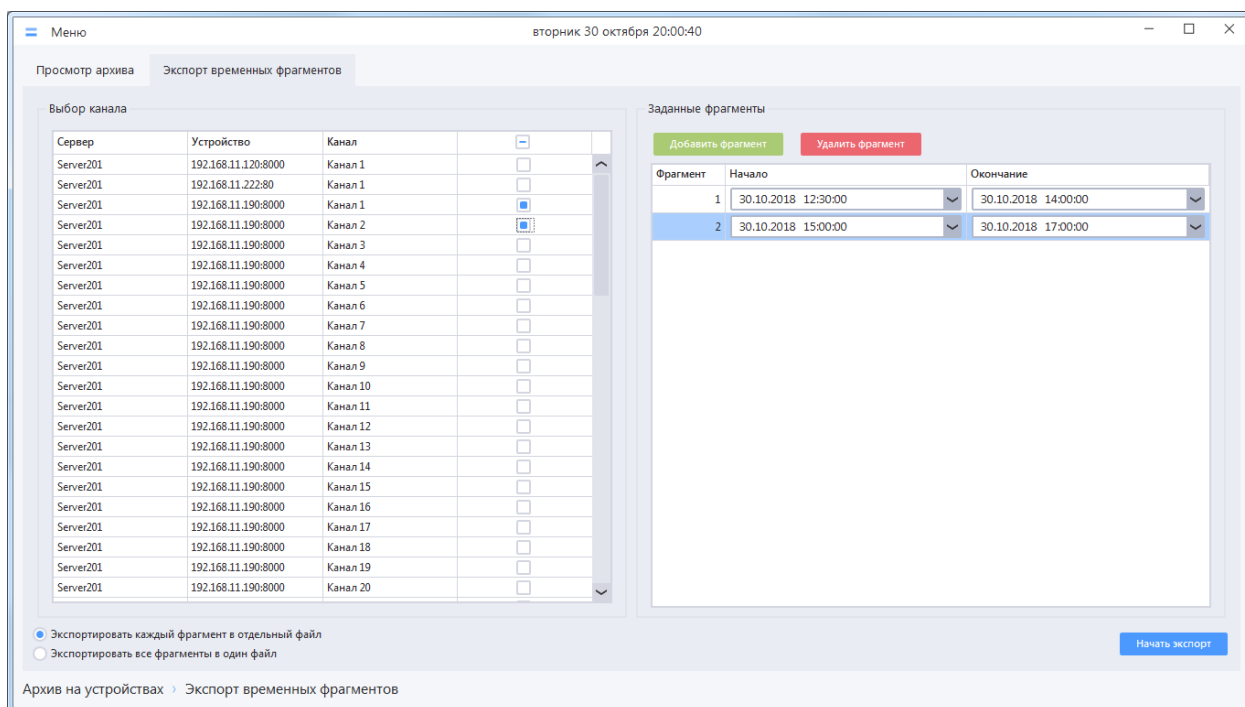 Меню
вторник 30 октября 20:00:40
Просмотр архива Экспорт временных фрагментов
Выбор канала
Сервер Устройство Канал
Server201 192.168.11.120:8000 Канал 1
Server201 192.168.11.222:80 Канал 1
Server201 192.168.11.190:8000 Канал 1
Server201 192.168.11.190:8000 Канал 2
Server201 192.168.11.190:8000 Канал 3
Server201 192.168.11.190:8000 Канал 4
Server201 192.168.11.190:8000 Канал 5
Server201 192.168.11.190:8000 Канал 6
Server201 192.168.11.190:8000 Канал 7
Server201 192.168.11.190:8000 Канал 8
Server201 192.168.11.190:8000 Канал 9
Server201 192.168.11.190:8000 Канал 10
Server201 192.168.11.190:8000 Канал 11
Server201 192.168.11.190:8000 Канал 12
Server201 192.168.11.190:8000 Канал 13
Server201 192.168.11.190:8000 Канал 14
Server201 192.168.11.190:8000 Канал 15
Server201 192.168.11.190:8000 Канал 16
Server201 192.168.11.190:8000 Канал 17
Server201 192.168.11.190:8000 Канал 18
Server201 192.168.11.190:8000 Канал 19
Server201 192.168.11.190:8000 Канал 20
Заданные фрагменты
Добавить фрагмент Удалить фрагмент
Фрагмент Начало Окончание
1 30.10.2018 12:30:00 30.10.2018 14:00:00
2 30.10.2018 15:00:00 30.10.2018 17:00:00
Экспортировать каждый фрагмент в отдельный файл
Экспортировать все фрагменты в один файл
Начать экспорт
Архив на устройствах › Экспорт временных фрагментов